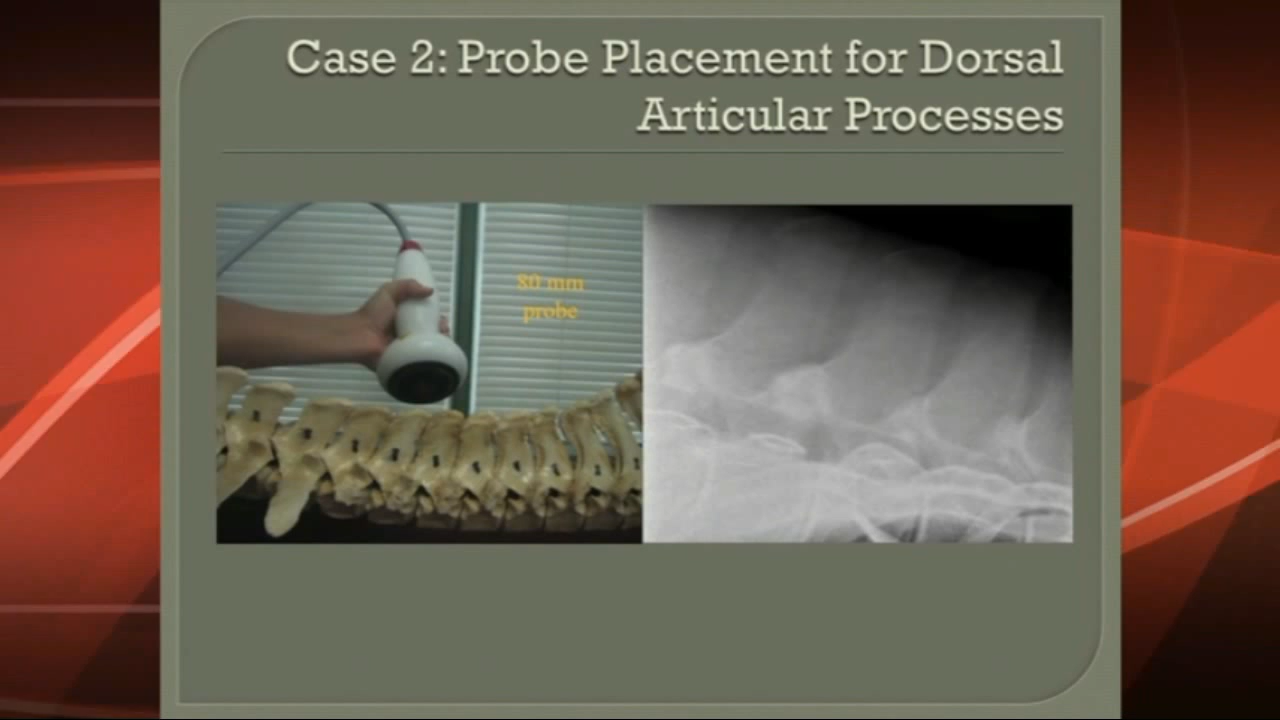 Case 2: Probe Placement for Dorsal
Articular Processes
80 mm
probe